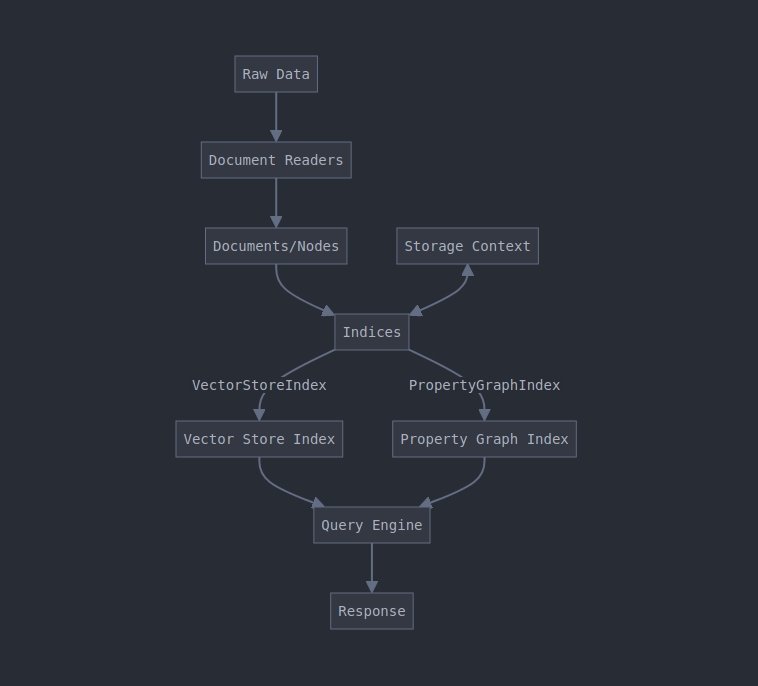 Raw Data
Document Readers
Documents/Nodes
Storage Context
Indices
VectorStoreIndex
PropertyGraphIndex
Vector Store Index
Property Graph Index
Query Engine
Response